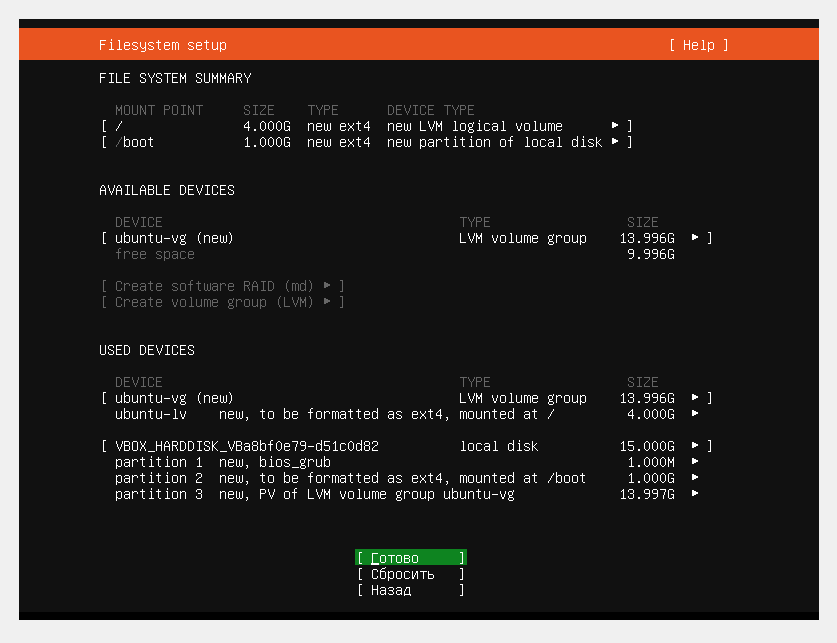 Filesystem setup [ Help ]
FILE SYSTEM SUMMARY
MOUNT POINT SIZE TYPE DEVICE TYPE
[ / 4.000G new ext4 new LVM logical volume ► ]
[ /boot 1.000G new ext4 new partition of local disk ► ]
AVAILABLE DEVICES
DEVICE TYPE SIZE
[ ubuntu-vg (new) LVM volume group 13.996G ► ]
free space 9.996G
[ Create software RAID (md) ► ]
[ Create volume group (LVM) ► ]
USED DEVICES
DEVICE TYPE SIZE
[ ubuntu-vg (new) LVM volume group 13.996G ► ]
ubuntu-lv new, to be formatted as ext4, mounted at / 4.000G ►
[ VBOX_HARDDISK_VBa8bf0e79-d51c0d82 local disk 15.000G ► ]
partition 1 new, bios_grub 1.000M ►
partition 2 new, to be formatted as ext4, mounted at /boot 1.000G ►
partition 3 new, PV of LVM volume group ubuntu-vg 13.997G ►
[ Готово ]
[ Сбросить ]
[ Назад ]